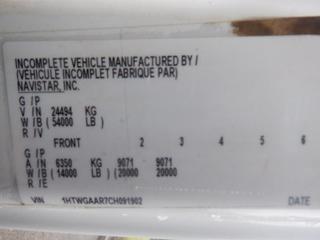 INCOMPLETE VEHICLE MANUFACTURED BY /
(VÉHICULE INCOMPLET FABRIQUE PAR)
NAVISTAR, INC.
G / P
V / N 24494 KG
W / B ( 54000 LB )
R / V
FRONT 2 3 4 5 6
G / P
A / N 6350 KG 9071 9071
W / B ( 14000 LB ) ( 20000 20000
R / E
VIN 1HTWGAAR7CH091902 DATE